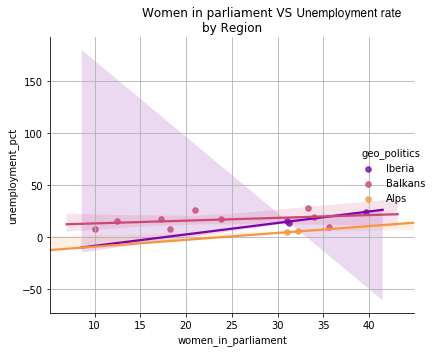 Women in parliament VS Unemployment rate
by Region
unemployment_pct
150
100
50
0
−50
geo_politics
Iberia
Balkans
Alps
10 15 20 25 30 35 40
women_in_parliament